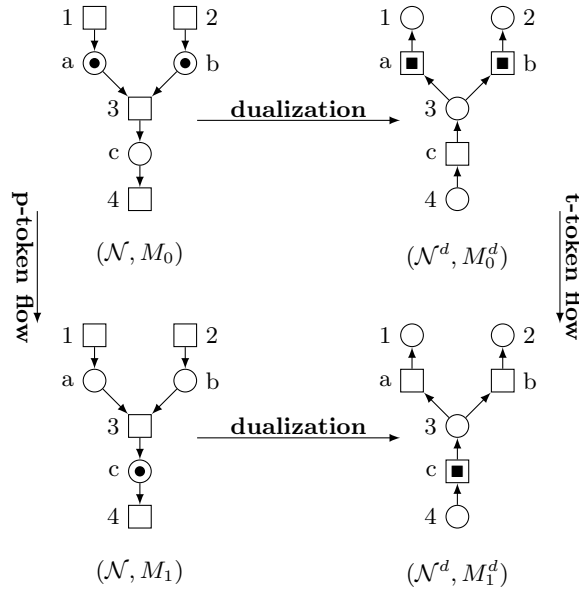 1 2 1 2
a b a b
3 dualization 3
c c
4 4
(𝒩, M₀) (𝒩ᵈ, M₀ᵈ)
p-token flow t-token flow
1 2 1 2
a b a b
3 dualization 3
c c
4 4
(𝒩, M₁) (𝒩ᵈ, M₁ᵈ)